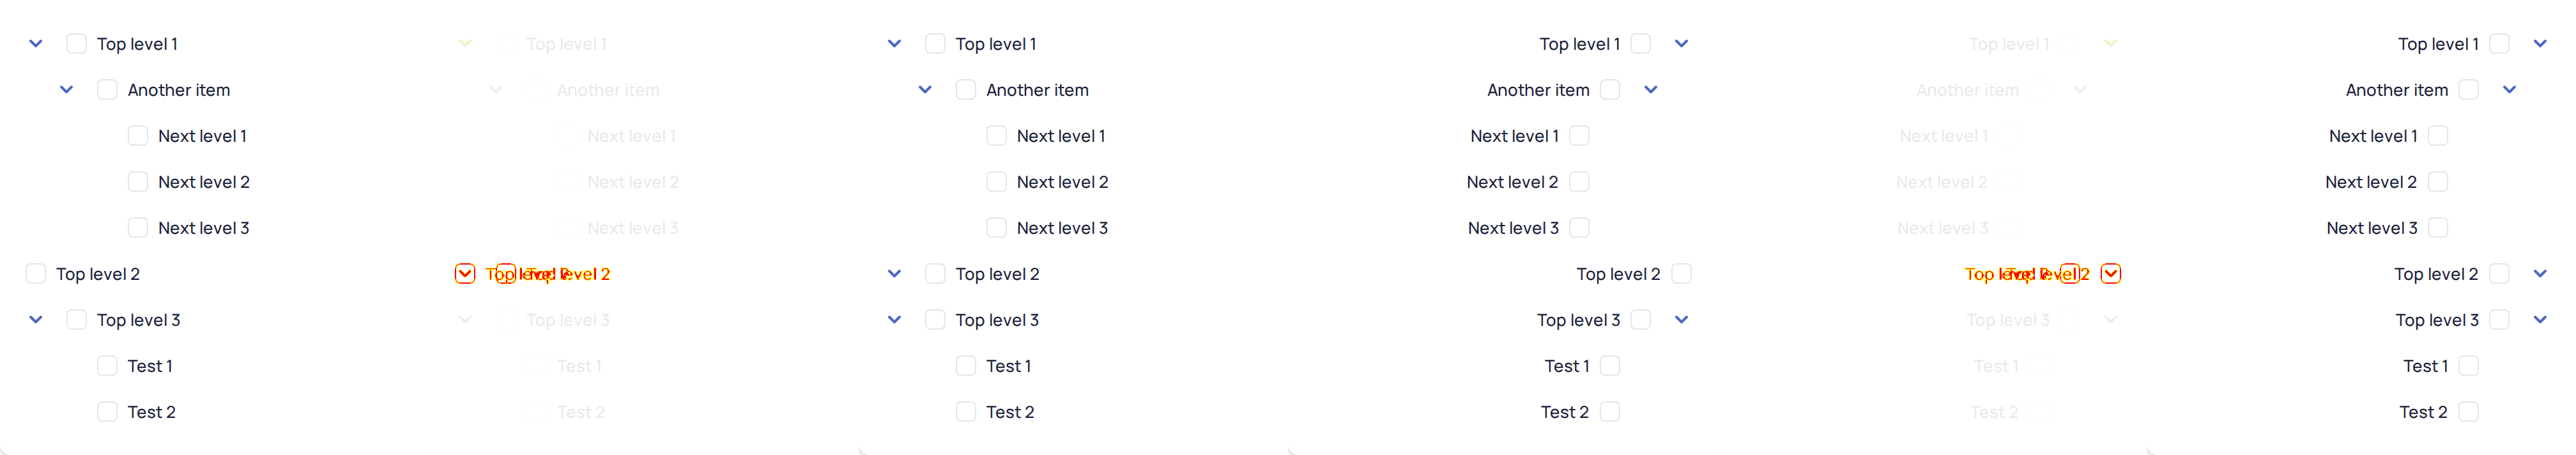 Top level 1 Top level 1 Top level 1 Top level 1 Top level 1 Top level 1
Another item Another item Another item Another item Another item Another item
Next level 1 Next level 1 Next level 1 Next level 1 Next level 1 Next level 1
Next level 2 Next level 2 Next level 2 Next level 2 Next level 2 Next level 2
Next level 3 Next level 3 Next level 3 Next level 3 Next level 3 Next level 3
Top level 2 Top level 2 Top level 2 Top level 2
Top level 3 Top level 3 Top level 3 Top level 3 Top level 3 Top level 3
Test 1 Test 1 Test 1 Test 1 Test 1 Test 1
Test 2 Test 2 Test 2 Test 2 Test 2 Test 2